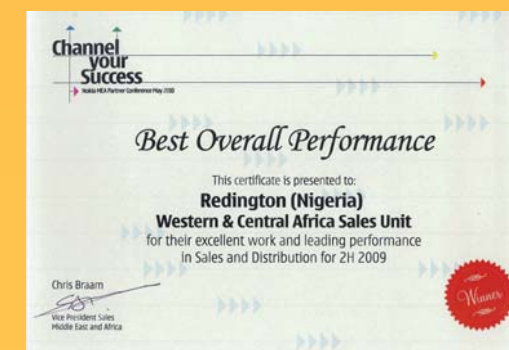 Channel
your
Success
Nokia MEA Partner Conference May 2010
Best Overall Performance
This certificate is presented to:
Redington (Nigeria)
Western & Central Africa Sales Unit
for their excellent work and leading performance
in Sales and Distribution for 2H 2009
Chris Braam
Vice President Sales
Middle East and Africa
Winner